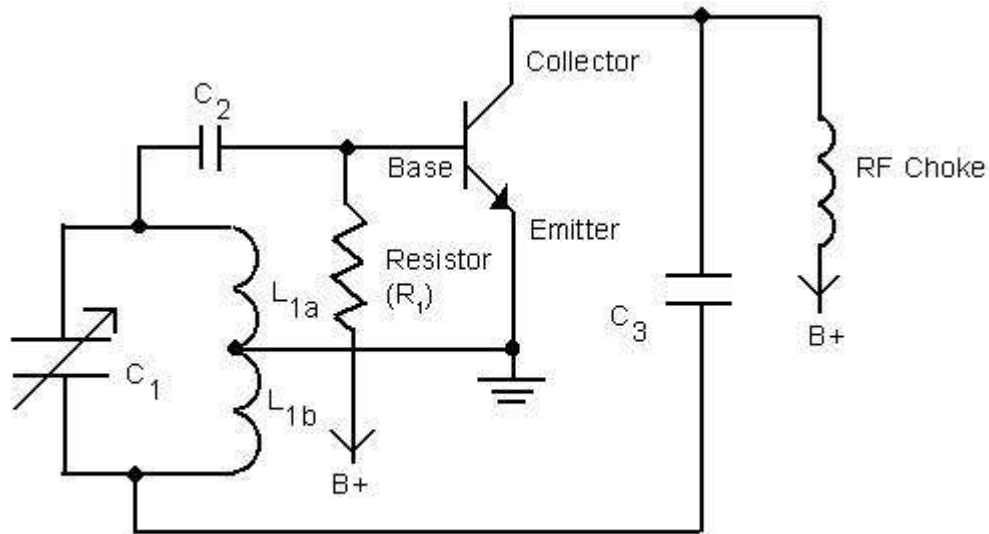 Collector
C2
Base
RF Choke
Emitter
Resistor
(R1)
L1a
C3
B+
C1
L1b
B+